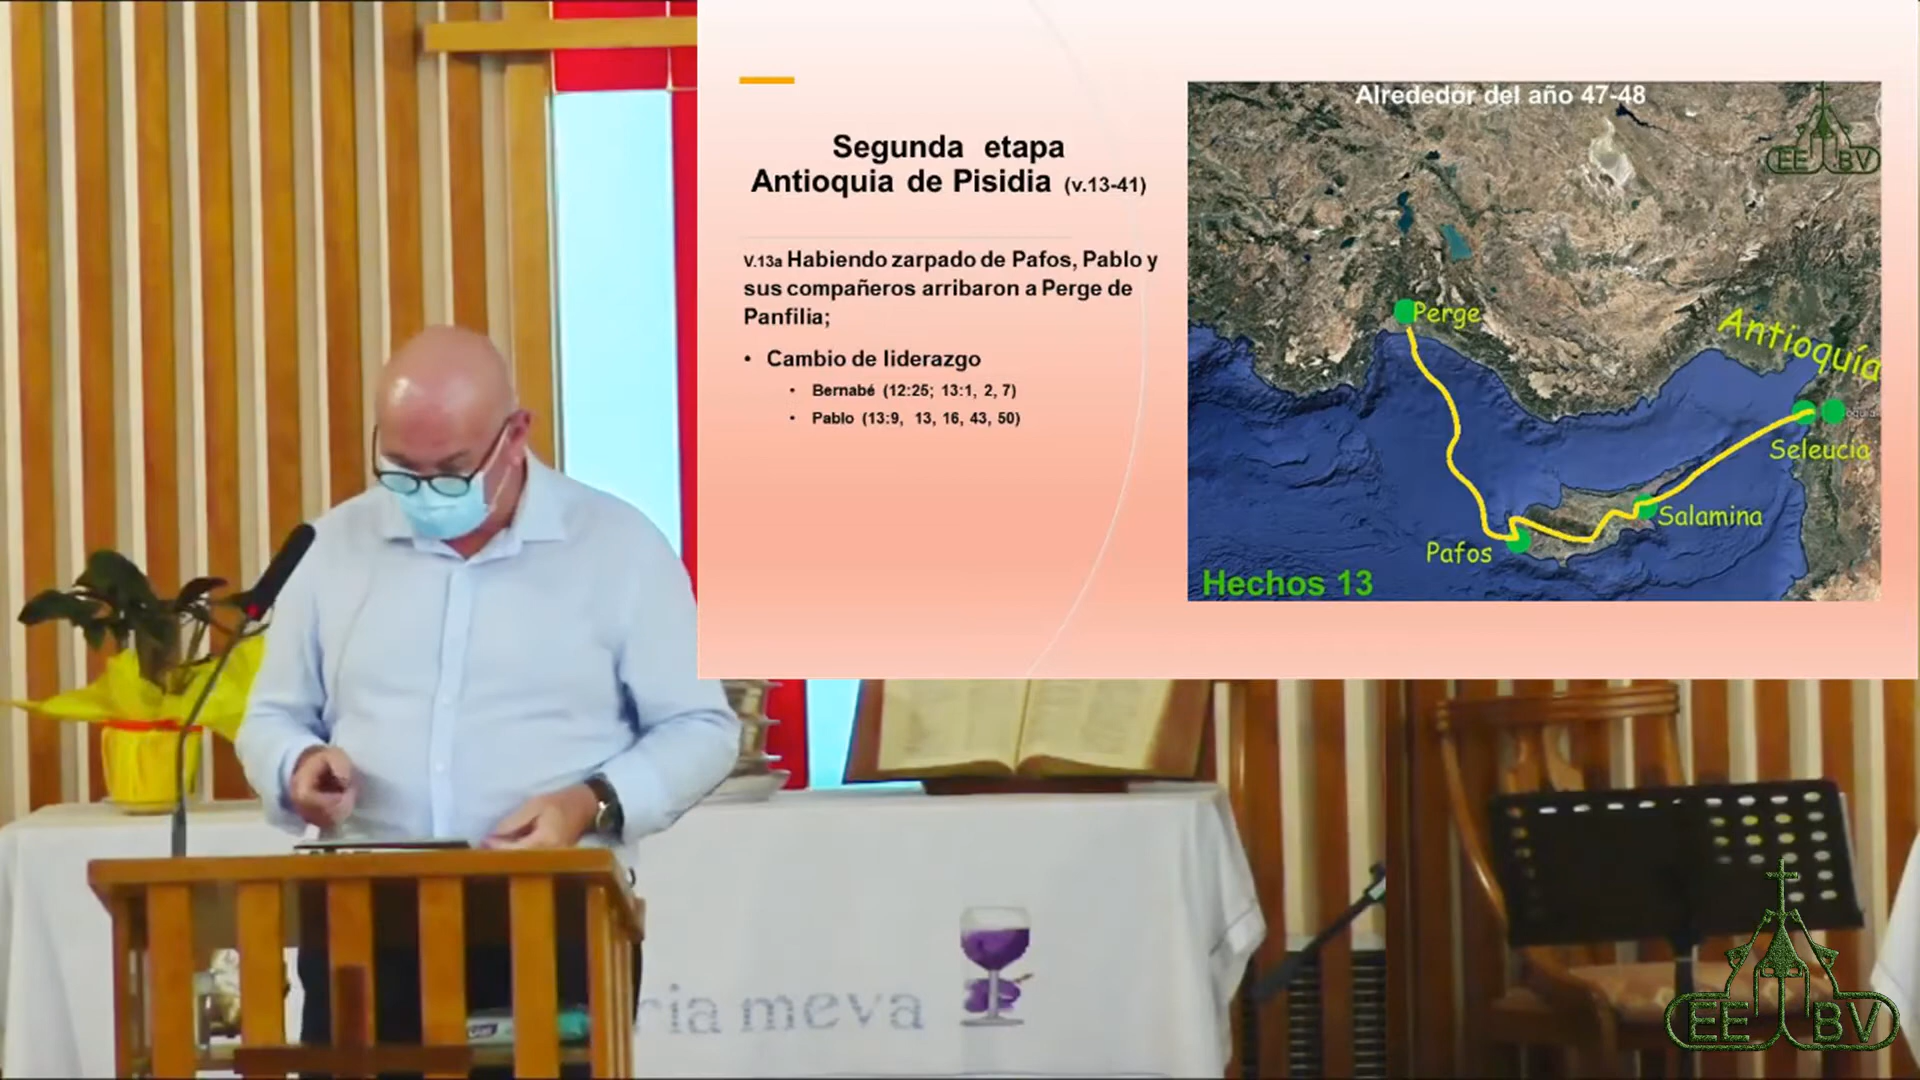 Segunda etapa
Antioquia de Pisidia (v.13-41)
V.13a Habiendo zarpado de Pafos, Pablo y
sus compañeros arribaron a Perge de
Panfilia;
• Cambio de liderazgo
• Bernabé (12:25; 13:1, 2, 7)
• Pablo (13:9, 13, 16, 43, 50)
Alrededor del año 47-48
EE BV
Perge
Antioquía
Seleucia
Salamina
Pafos
Hechos 13
ria meva
EE BV